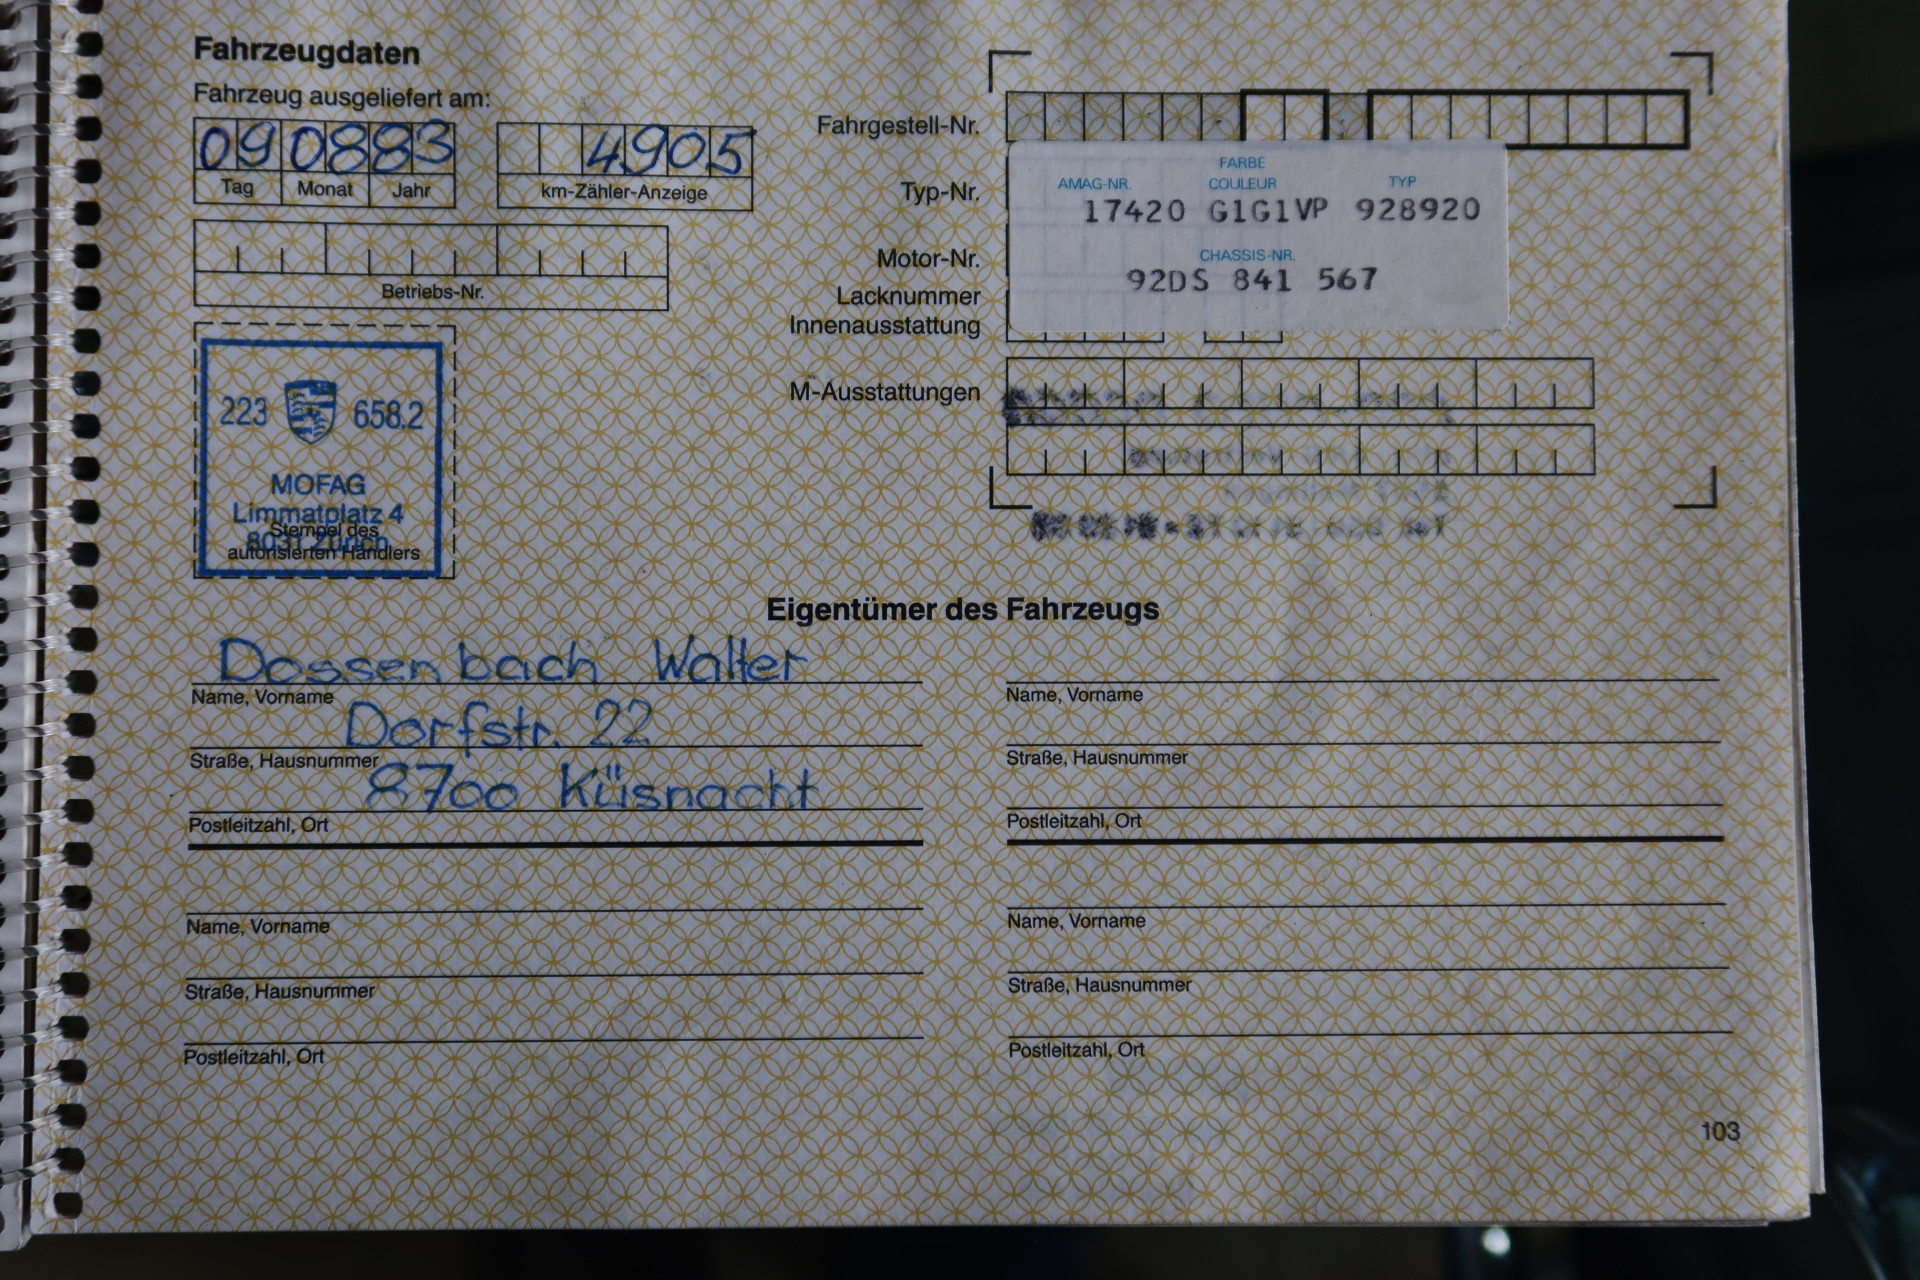 Fahrzeugdaten
Fahrzeug ausgeliefert am:
090883 4905
Tag Monat Jahr km-Zähler-Anzeige
Betriebs-Nr.
223 658.2
MOFAG
Limmatplatz 4
Stempel des
8031 Zürich
autorisierten Händlers
Fahrgestell-Nr.
Typ-Nr.
Motor-Nr.
Lacknummer
Innenausstattung
M-Ausstattungen
FARBE
AMAG-NR. COULEUR TYP
17420 G1G1VP 928920
CHASSIS-NR.
92DS 841 567
Eigentümer des Fahrzeugs
Dossenbach Walter
Name, Vorname
Dorfstr. 22
Straße, Hausnummer
8700 Küsnacht
Postleitzahl, Ort
Name, Vorname
Straße, Hausnummer
Postleitzahl, Ort
Name, Vorname
Straße, Hausnummer
Postleitzahl, Ort
Name, Vorname
Straße, Hausnummer
Postleitzahl, Ort
103